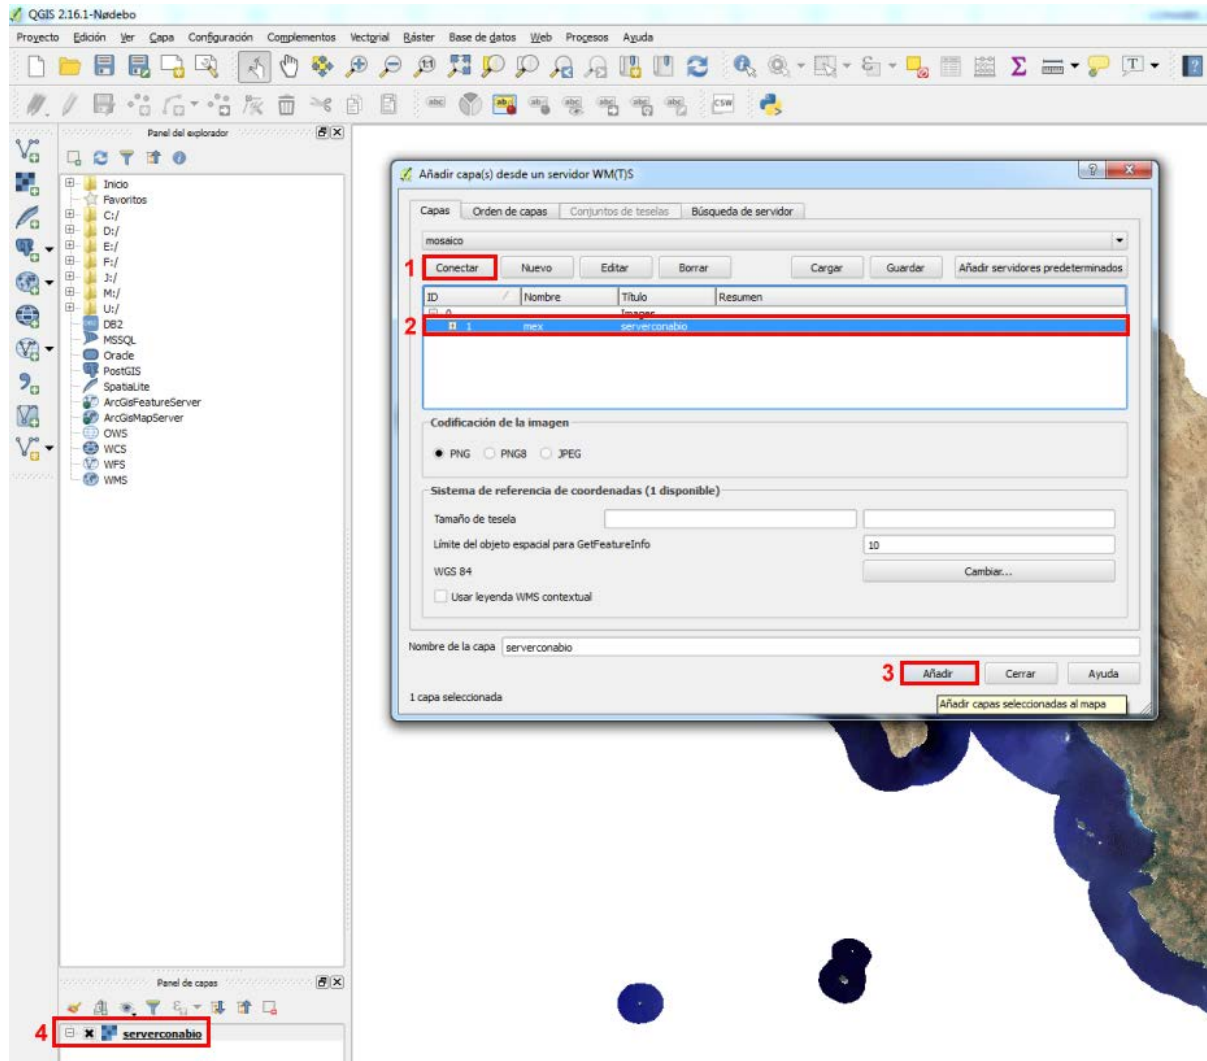 QGIS 2.16.1-Nødebo
Proyecto Edición Ver Capa Configuración Complementos Vectorial Ráster Base de datos Web Procesos Ayuda
Panel del explorador
Inicio
Favoritos
C:/
D:/
E:/
F:/
J:/
M:/
U:/
DB2
MSSQL
Oracle
PostGIS
SpatiaLite
ArcGisFeatureServer
ArcGisMapServer
OWS
WCS
WFS
WMS
Añadir capa(s) desde un servidor WM(T)S
Capas Orden de capas Conjuntos de teselas Búsqueda de servidor
mosaico
1 Conectar Nuevo Editar Borrar Cargar Guardar Añadir servidores predeterminados
ID Nombre Título Resumen
0 Images
2 1 mex serverconabio
Codificación de la imagen
PNG PNG8 JPEG
Sistema de referencia de coordenadas (1 disponible)
Tamaño de tesela
Límite del objeto espacial para GetFeatureInfo 10
WGS 84 Cambiar...
Usar leyenda WMS contextual
Nombre de la capa serverconabio
3 Añadir Cerrar Ayuda
1 capa seleccionada
Añadir capas seleccionadas al mapa
Panel de capas
4 serverconabio